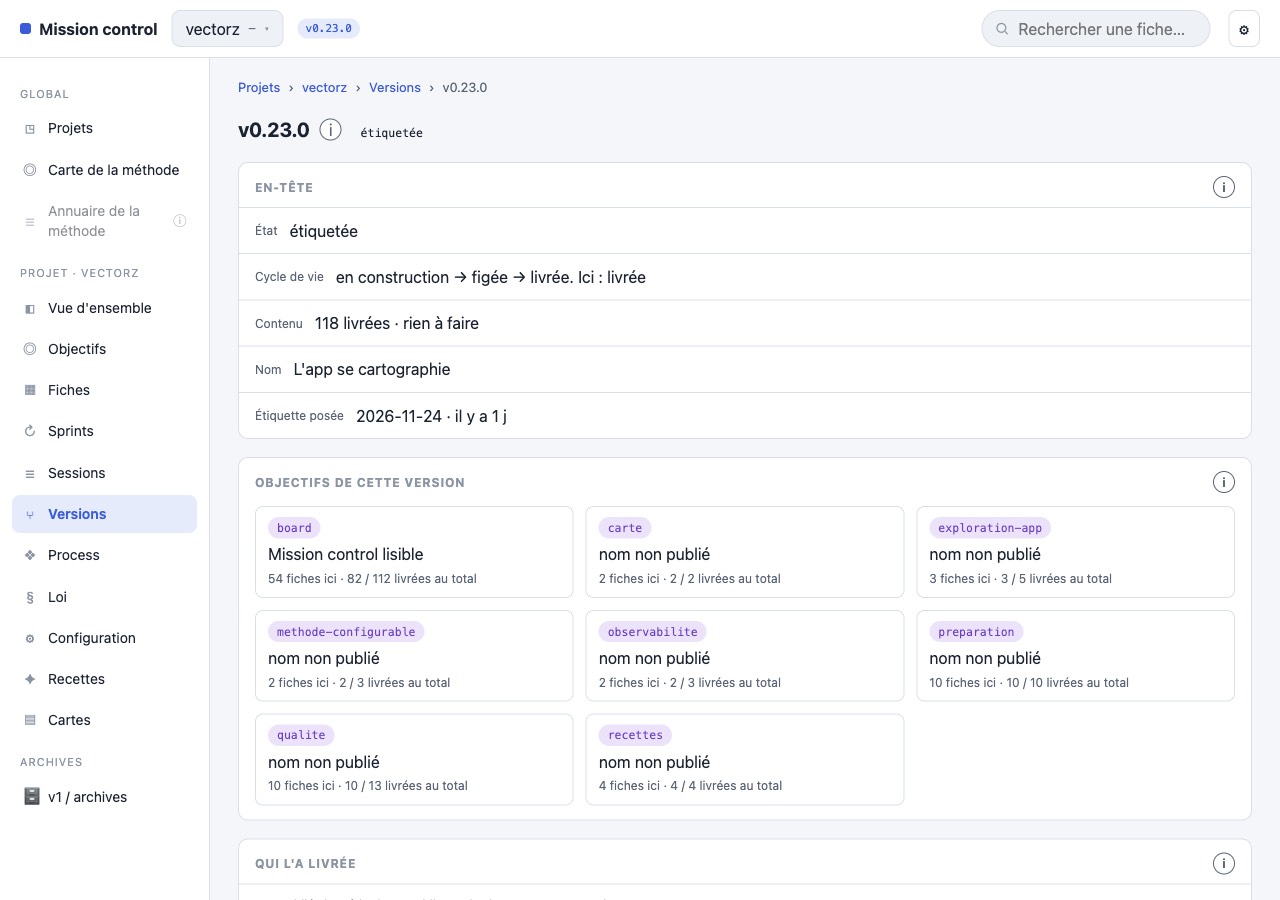 Mission control
vectorz –
v0.23.0
Rechercher une fiche...
GLOBAL
Projets
Carte de la méthode
Annuaire de la
méthode
PROJET · VECTORZ
Vue d'ensemble
Objectifs
Fiches
Sprints
Sessions
Versions
Process
§ Loi
Configuration
Recettes
Cartes
ARCHIVES
v1 / archives
Projets › vectorz › Versions › v0.23.0
v0.23.0 i étiquetée
EN-TÊTE
État étiquetée
Cycle de vie en construction → figée → livrée. Ici : livrée
Contenu 118 livrées · rien à faire
Nom L'app se cartographie
Étiquette posée 2026-11-24 · il y a 1 j
OBJECTIFS DE CETTE VERSION
board
Mission control lisible
54 fiches ici · 82 / 112 livrées au total
carte
nom non publié
2 fiches ici · 2 / 2 livrées au total
exploration-app
nom non publié
3 fiches ici · 3 / 5 livrées au total
methode-configurable
nom non publié
2 fiches ici · 2 / 3 livrées au total
observabilite
nom non publié
2 fiches ici · 2 / 3 livrées au total
preparation
nom non publié
10 fiches ici · 10 / 10 livrées au total
qualite
nom non publié
10 fiches ici · 10 / 13 livrées au total
recettes
nom non publié
4 fiches ici · 4 / 4 livrées au total
QUI L'A LIVRÉE